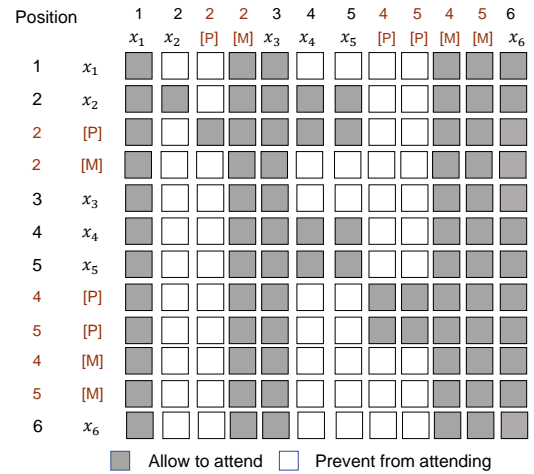 Position 1 2 2 2 3 4 5 4 5 4 5 6
x₁ x₂ [P] [M] x₃ x₄ x₅ [P] [P] [M] [M] x₆
1 x₁
2 x₂
2 [P]
2 [M]
3 x₃
4 x₄
5 x₅
4 [P]
5 [P]
4 [M]
5 [M]
6 x₆
Allow to attend Prevent from attending